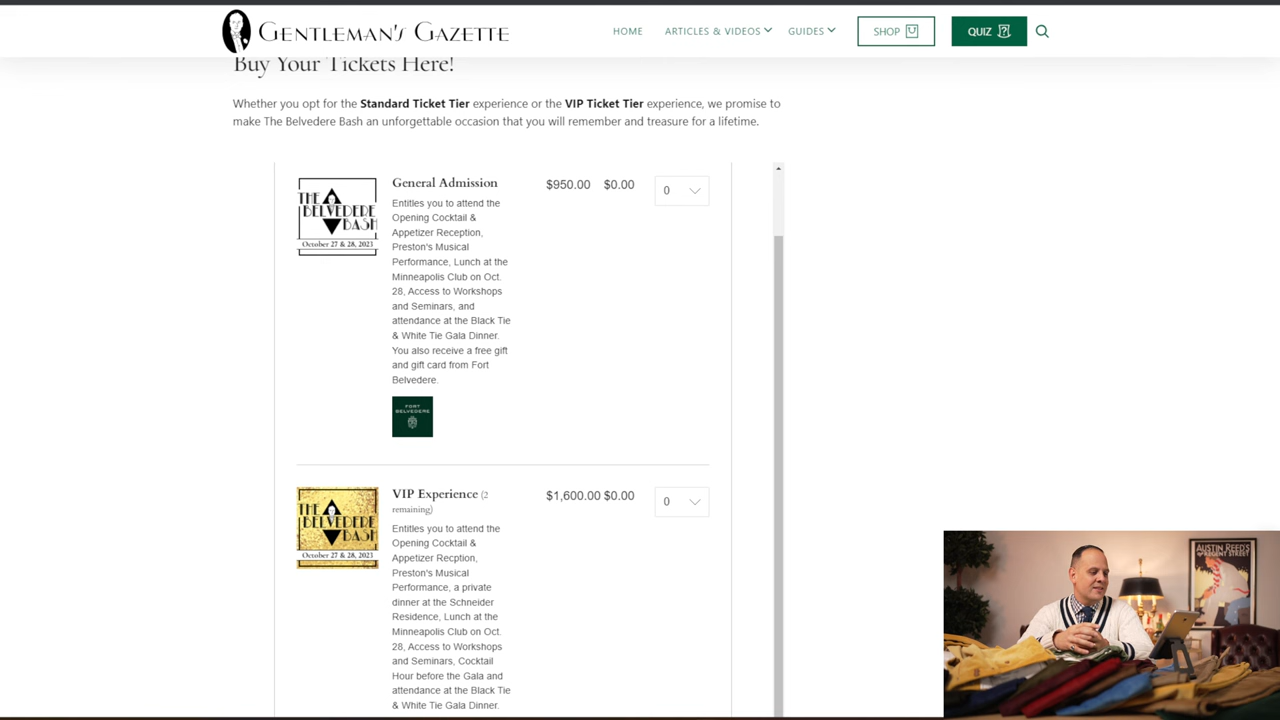 GENTLEMAN'S GAZETTE
HOME
ARTICLES & VIDEOS
GUIDES
SHOP
QUIZ
Buy Your Tickets Here!
Whether you opt for the Standard Ticket Tier experience or the VIP Ticket Tier experience, we promise to
make The Belvedere Bash an unforgettable occasion that you will remember and treasure for a lifetime.
THE
BELVEDERE
BASH
October 27 & 28, 2023
General Admission
$950.00 $0.00
0
Entitles you to attend the
Opening Cocktail &
Appetizer Reception,
Preston's Musical
Performance, Lunch at the
Minneapolis Club on Oct.
28, Access to Workshops
and Seminars, and
attendance at the Black Tie
& White Tie Gala Dinner.
You also receive a free gift
and gift card from Fort
Belvedere.
FORT
BELVEDERE
THE
BELVEDERE
BASH
October 27 & 28, 2023
VIP Experience (2
remaining)
$1,600.00 $0.00
0
Entitles you to attend the
Opening Cocktail &
Appetizer Recption,
Preston's Musical
Performance, a private
dinner at the Schneider
Residence, Lunch at the
Minneapolis Club on Oct.
28, Access to Workshops
and Seminars, Cocktail
Hour before the Gala and
attendance at the Black Tie
& White Tie Gala Dinner.
AUSTIN REED'S
OF REGENT STREET